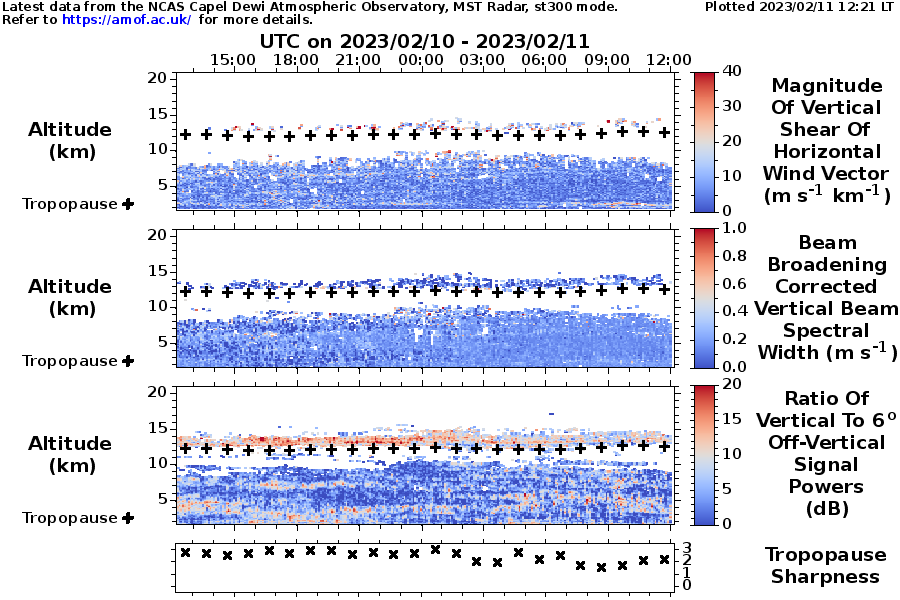 Latest data from the NCAS Capel Dewi Atmospheric Observatory, MST Radar, st300 mode.
Plotted 2023/02/11 12:21 LT
Refer to https://amof.ac.uk/ for more details.
UTC on 2023/02/10 - 2023/02/11
15:00 18:00 21:00 00:00 03:00 06:00 09:00 12:00
20
15
10
5
Altitude
(km)
Tropopause
40
30
20
10
0
Magnitude
Of Vertical
Shear Of
Horizontal
Wind Vector
(m s-1 km-1)
20
15
10
5
Altitude
(km)
Tropopause
1.0
0.8
0.6
0.4
0.2
0.0
Beam
Broadening
Corrected
Vertical Beam
Spectral
Width (m s-1)
20
15
10
5
Altitude
(km)
Tropopause
20
15
10
5
0
Ratio Of
Vertical To 6o
Off-Vertical
Signal
Powers
(dB)
3
2
1
0
Tropopause
Sharpness